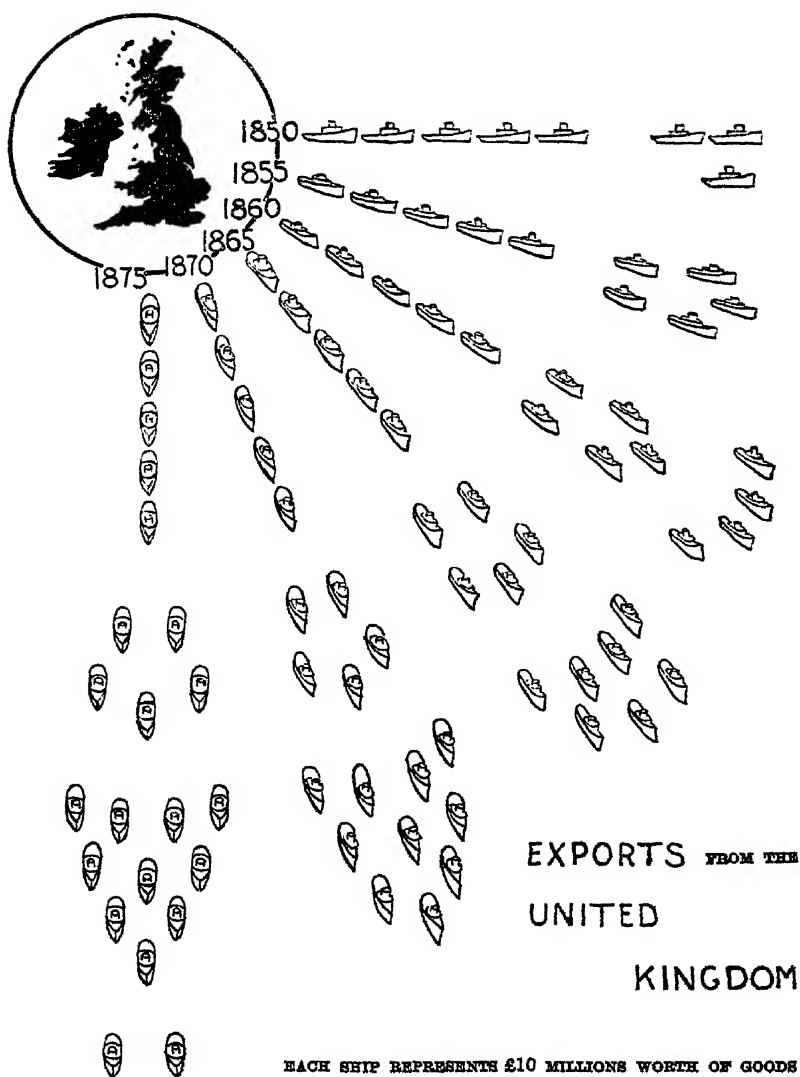 1850
1855
1860
1865
1870
1875
EXPORTS FROM THE
UNITED
KINGDOM
EACH SHIP REPRESENTS £10 MILLIONS WORTH OF GOODS